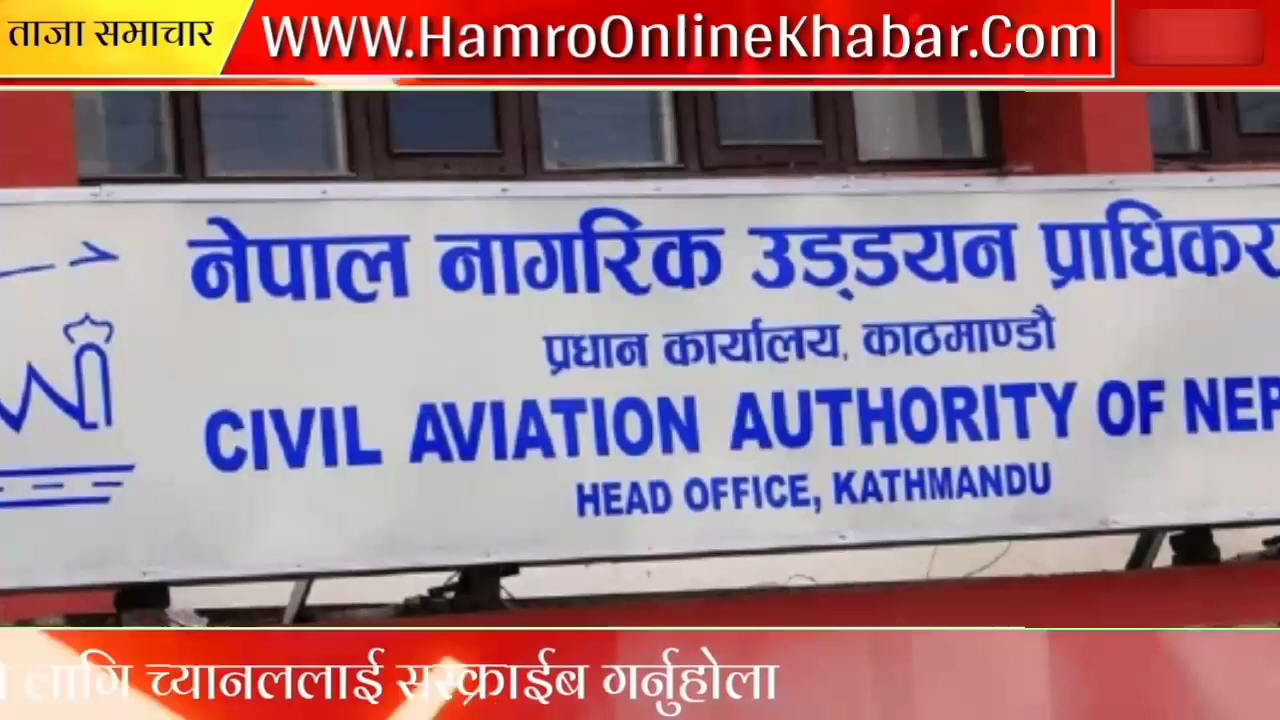 ताजा समाचार
WWW.HamroOnlineKhabar.Com
नेपाल नागरिक उड्डयन प्राधिकर
प्रधान कार्यालय, काठमाण्डौ
CIVIL AVIATION AUTHORITY OF NEP
HEAD OFFICE, KATHMANDU
लागि च्यानललाई सस्क्राईब गर्नुहोला